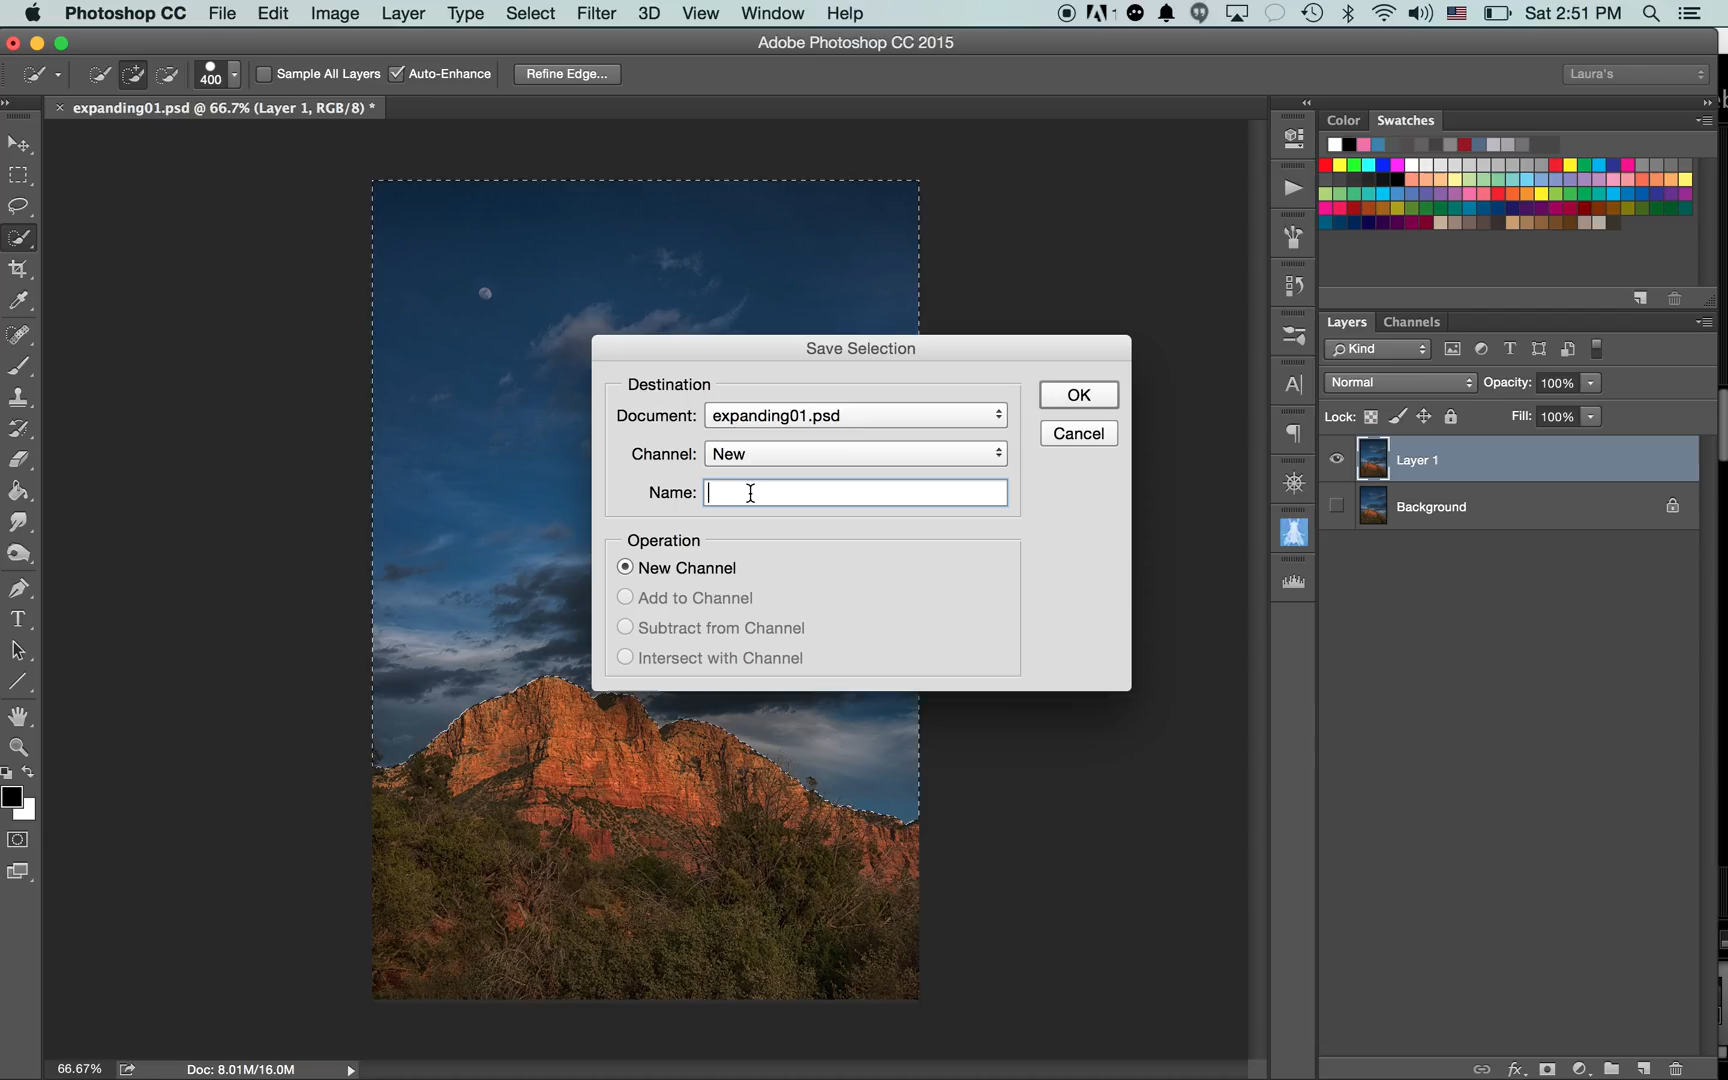 Photoshop CC File Edit Image Layer Type Select Filter 3D View Window Help Sat 2:51 PM
Adobe Photoshop CC 2015
400 Sample All Layers Auto-Enhance Refine Edge... Laura's
× expanding01.psd @ 66.7% (Layer 1, RGB/8) *
Color Swatches
Layers Channels
Kind
Normal Opacity: 100%
Lock: Fill: 100%
Layer 1
Background
Save Selection
Destination
Document: expanding01.psd
Channel: New
Name:
OK
Cancel
Operation
New Channel
Add to Channel
Subtract from Channel
Intersect with Channel
66.67% Doc: 8.01M/16.0M